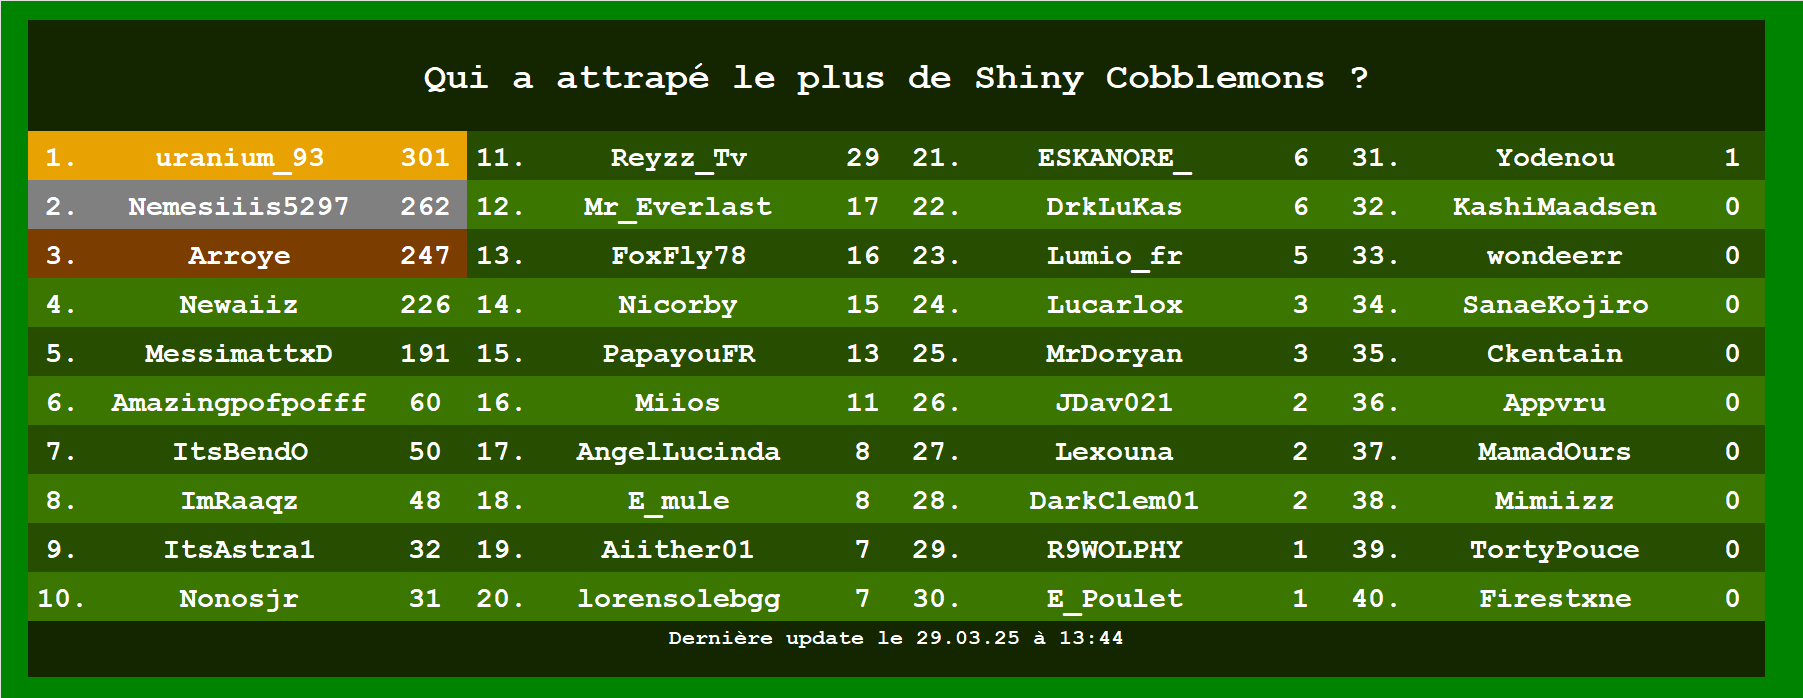 Qui a attrapé le plus de Shiny Cobblemons ?
1. uranium_93 301 11. Reyzz_Tv 29 21. ESKANORE_ 6 31. Yodenou 1
2. Nemesiiis5297 262 12. Mr_Everlast 17 22. DrkLuKas 6 32. KashiMaadsen 0
3. Arroye 247 13. FoxFly78 16 23. Lumio_fr 5 33. wondeerr 0
4. Newaiiz 226 14. Nicorby 15 24. Lucarlox 3 34. SanaeKojiro 0
5. MessimattxD 191 15. PapayouFR 13 25. MrDoryan 3 35. Ckentain 0
6. Amazingpofpofff 60 16. Miios 11 26. JDav021 2 36. Appvru 0
7. ItsBendO 50 17. AngelLucinda 8 27. Lexouna 2 37. MamadOurs 0
8. ImRaaqz 48 18. E_mule 8 28. DarkClem01 2 38. Mimiizz 0
9. ItsAstra1 32 19. Aiither01 7 29. R9WOLPHY 1 39. TortyPouce 0
10. Nonosjr 31 20. lorensolebgg 7 30. E_Poulet 1 40. Firestxne 0
Dernière update le 29.03.25 à 13:44